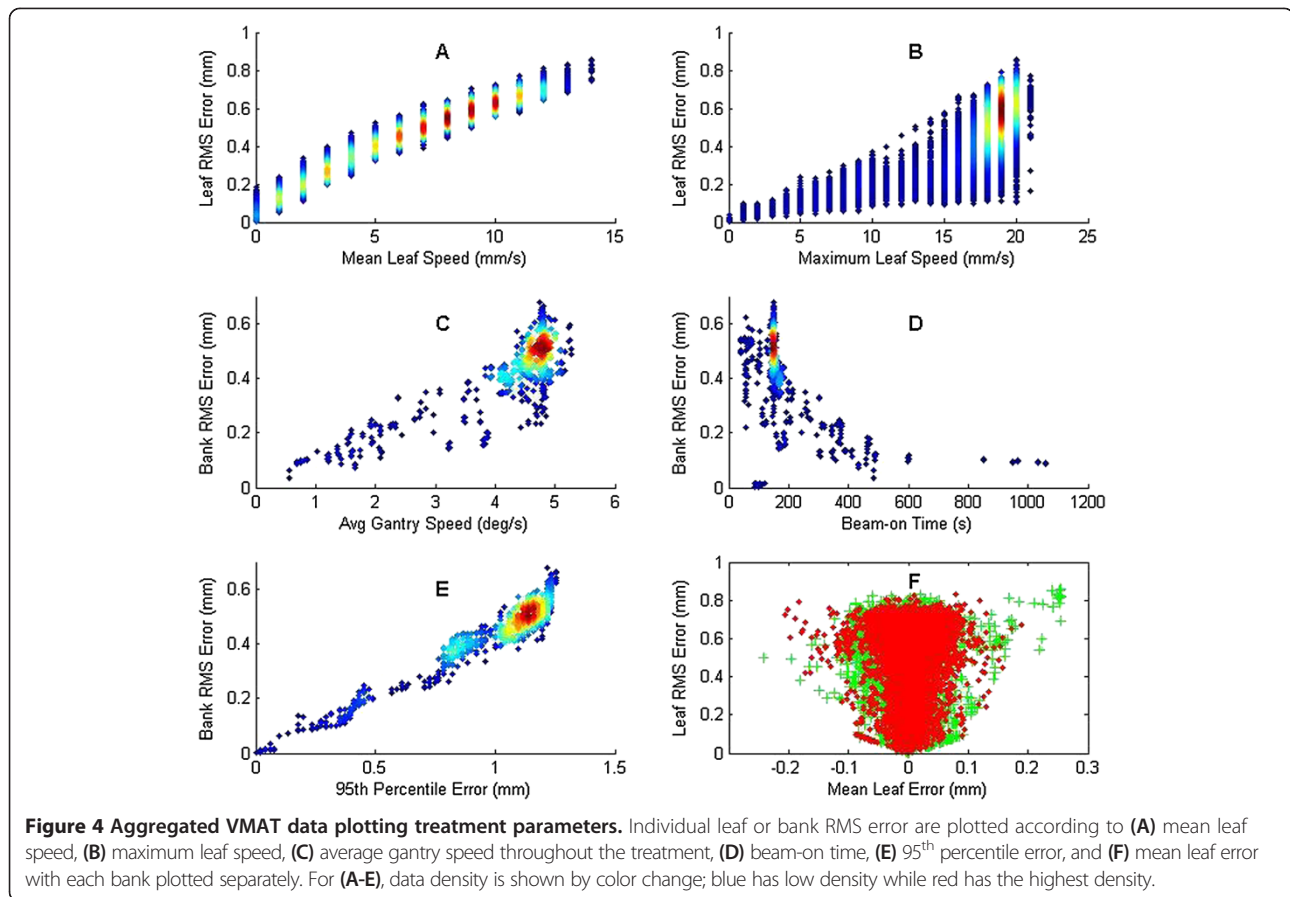 A
Leaf RMS Error (mm)
1
0.8
0.6
0.4
0.2
0
0 5 10 15
Mean Leaf Speed (mm/s)
B
Leaf RMS Error (mm)
1
0.8
0.6
0.4
0.2
0
0 5 10 15 20 25
Maximum Leaf Speed (mm/s)
C
Bank RMS Error (mm)
0.6
0.4
0.2
0
0 1 2 3 4 5 6
Avg Gantry Speed (deg/s)
D
Bank RMS Error (mm)
0.6
0.4
0.2
0
0 200 400 600 800 1000 1200
Beam-on Time (s)
E
Bank RMS Error (mm)
0.6
0.4
0.2
0
0 0.5 1 1.5
95th Percentile Error (mm)
F
Leaf RMS Error (mm)
1
0.8
0.6
0.4
0.2
0
-0.2 -0.1 0 0.1 0.2 0.3
Mean Leaf Error (mm)
Figure 4 Aggregated VMAT data plotting treatment parameters. Individual leaf or bank RMS error are plotted according to (A) mean leaf
speed, (B) maximum leaf speed, (C) average gantry speed throughout the treatment, (D) beam-on time, (E) 95th percentile error, and (F) mean leaf error
with each bank plotted separately. For (A-E), data density is shown by color change; blue has low density while red has the highest density.